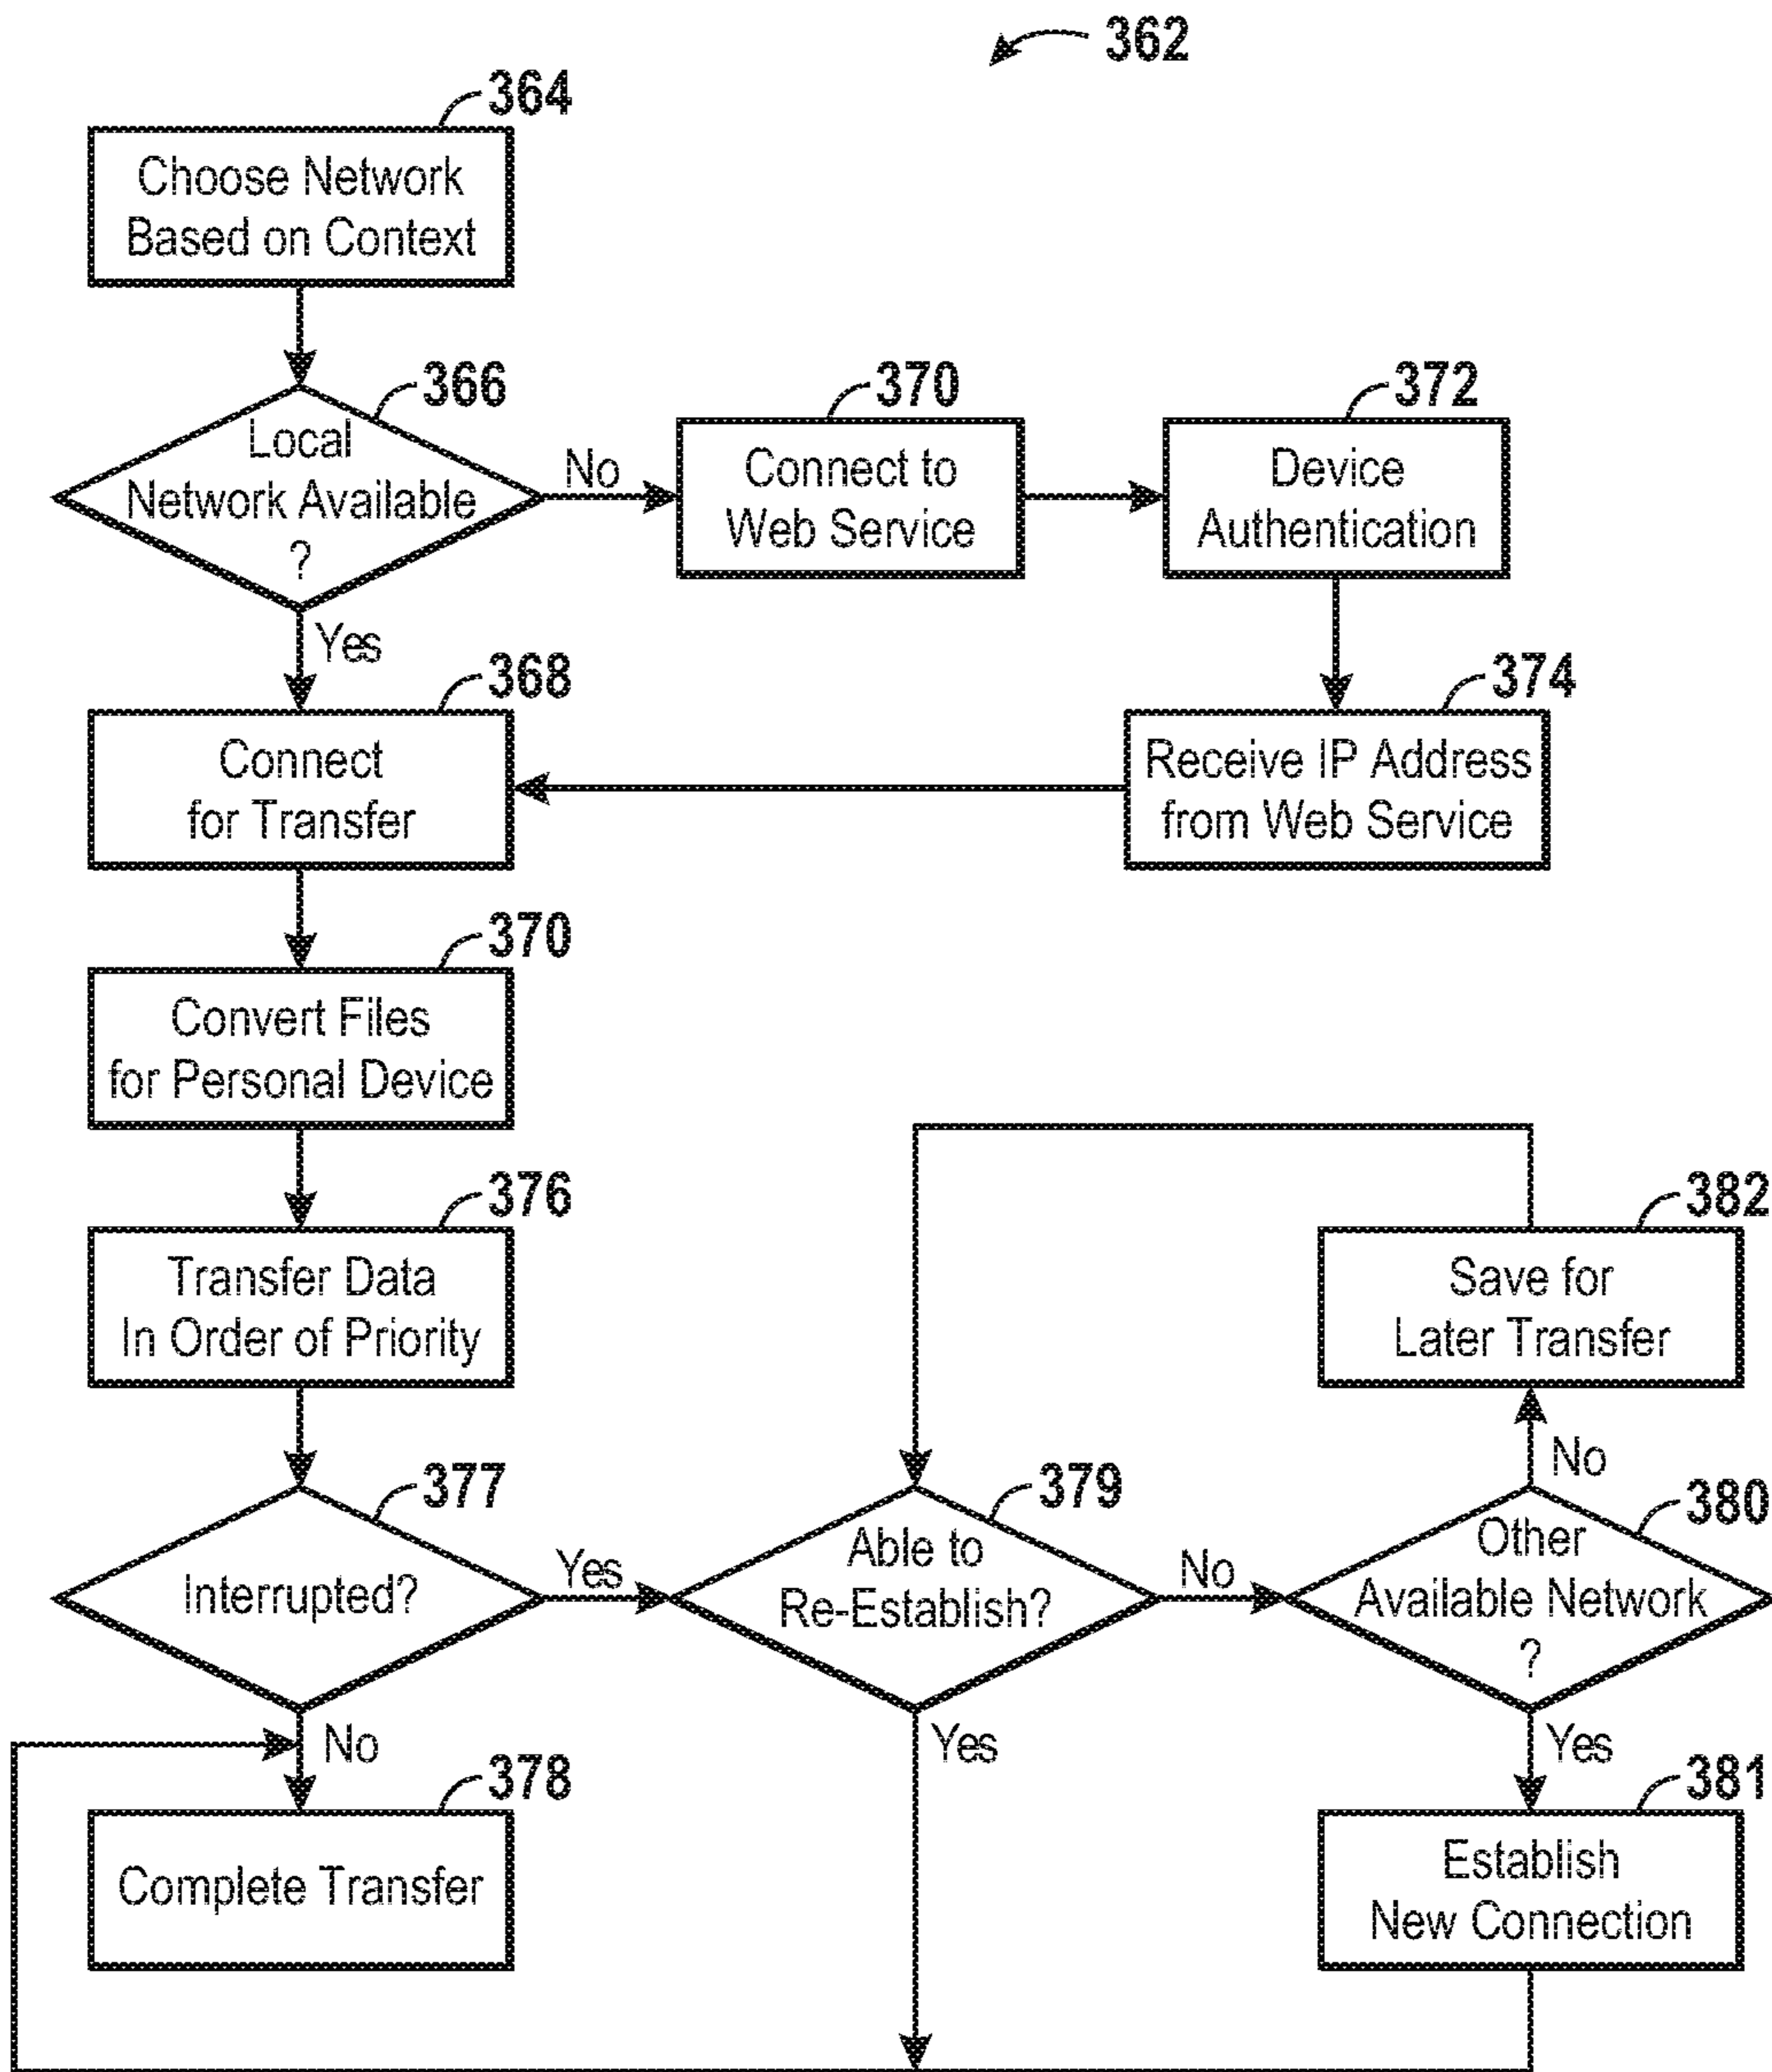 362
364
Choose Network
Based on Context
366
Local
Network Available
?
No
370
Connect to
Web Service
372
Device
Authentication
Yes
368
Connect
for Transfer
374
Receive IP Address
from Web Service
370
Convert Files
for Personal Device
376
Transfer Data
In Order of Priority
382
Save for
Later Transfer
377
Interrupted?
Yes
379
Able to
Re-Establish?
No
380
Other
Available Network
?
No
No
378
Complete Transfer
Yes
Yes
381
Establish
New Connection